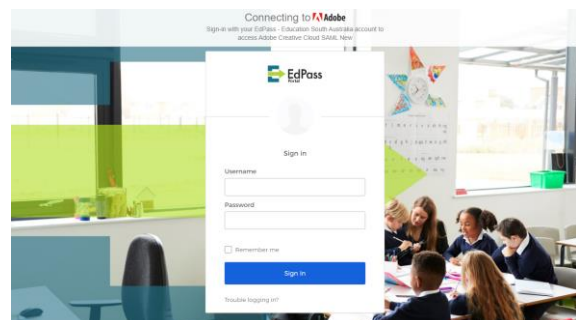 Connecting to Adobe
Sign-in with your EdPass - Education South Australia account to
access Adobe Creative Cloud SAML New
EdPass
Portal
Sign in
Username
Password
Remember me
Sign In
Trouble logging in?